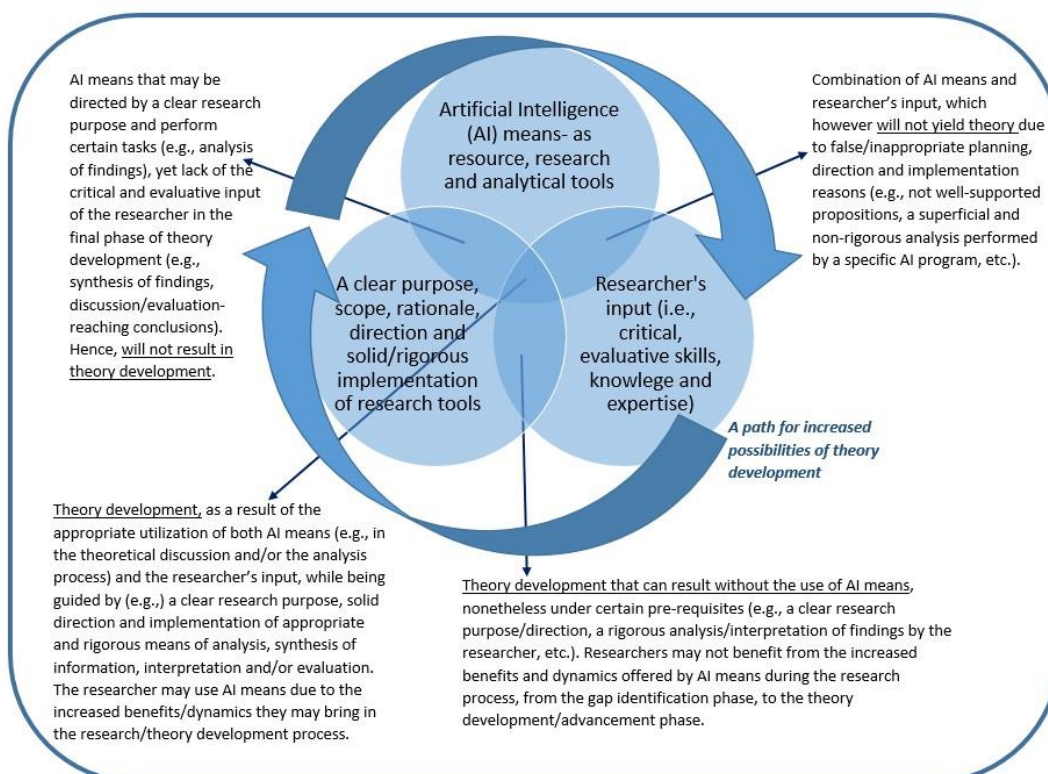 AI means that may be
directed by a clear research
purpose and perform
certain tasks (e.g., analysis
of findings), yet lack of the
critical and evaluative input
of the researcher in the
final phase of theory
development (e.g.,
synthesis of findings,
discussion/evaluation-
reaching conclusions).
Hence, will not result in
theory development.
Artificial Intelligence
(AI) means- as
resource, research
and analytical tools
Combination of AI means and
researcher’s input, which
however will not yield theory due
to false/inappropriate planning,
direction and implementation
reasons (e.g., not well-supported
propositions, a superficial and
non-rigorous analysis performed
by a specific AI program, etc.).
A clear purpose,
scope, rationale,
direction and
solid/rigorous
implementation
of research tools
Researcher's
input (i.e.,
critical,
evaluative skills,
knowlege and
expertise)
A path for increased
possibilities of theory
development
Theory development, as a result of the
appropriate utilization of both AI means (e.g., in
the theoretical discussion and/or the analysis
process) and the researcher’s input, while being
guided by (e.g.,) a clear research purpose, solid
direction and implementation of appropriate
and rigorous means of analysis, synthesis of
information, interpretation and/or evaluation.
The researcher may use AI means due to the
increased benefits/dynamics they may bring in
the research/theory development process.
Theory development that can result without the use of AI means,
nonetheless under certain pre-requisites (e.g., a clear research
purpose/direction, a rigorous analysis/interpretation of findings by the
researcher, etc.). Researchers may not benefit from the increased
benefits and dynamics offered by AI means during the research
process, from the gap identification phase, to the theory
development/advancement phase.